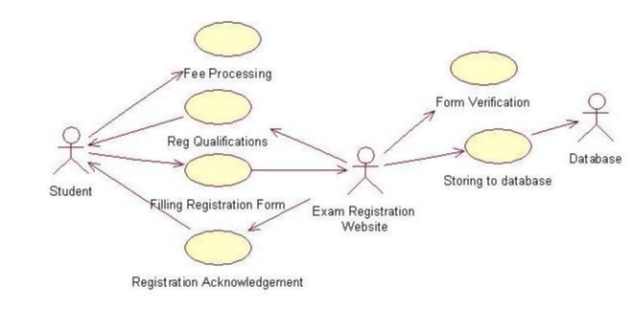 Fee Processing
Form Verification
Reg Qualifications
Database
Student
Storing to database
Filling Registration Form
Exam Registration
Website
Registration Acknowledgement